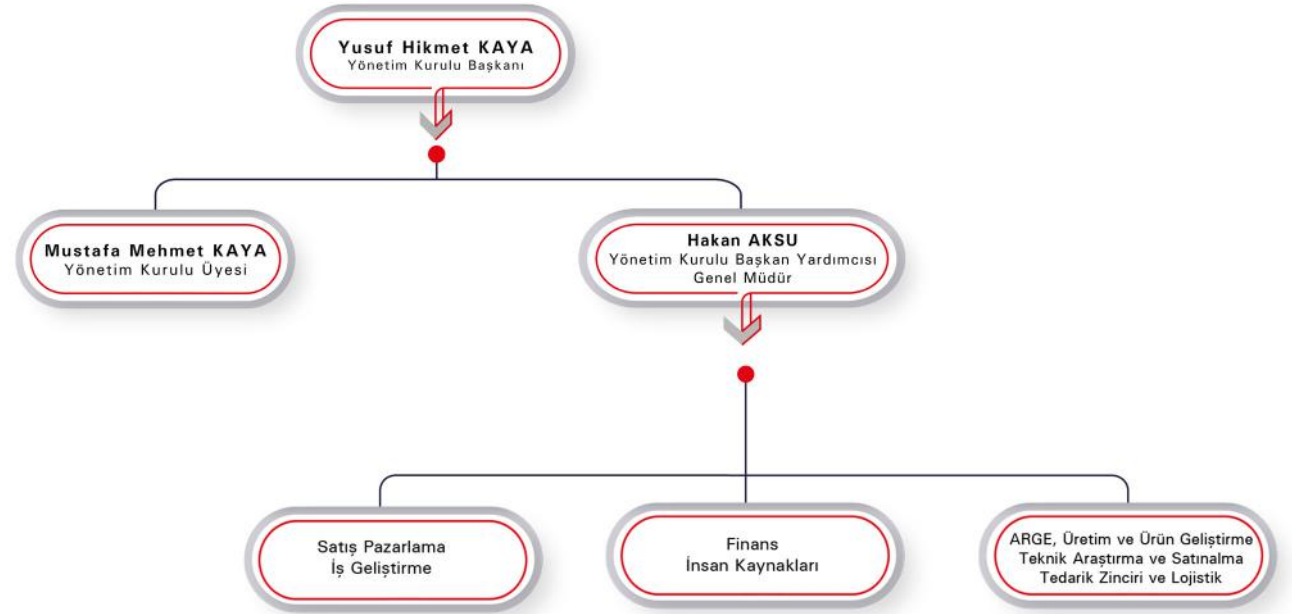 Yusuf Hikmet KAYA
Yönetim Kurulu Başkanı
Mustafa Mehmet KAYA
Yönetim Kurulu Üyesi
Hakan AKSU
Yönetim Kurulu Başkan Yardımcısı
Genel Müdür
Satış Pazarlama
İş Geliştirme
Finans
İnsan Kaynakları
ARGE, Üretim ve Ürün Geliştirme
Teknik Araştırma ve Satınalma
Tedarik Zinciri ve Lojistik